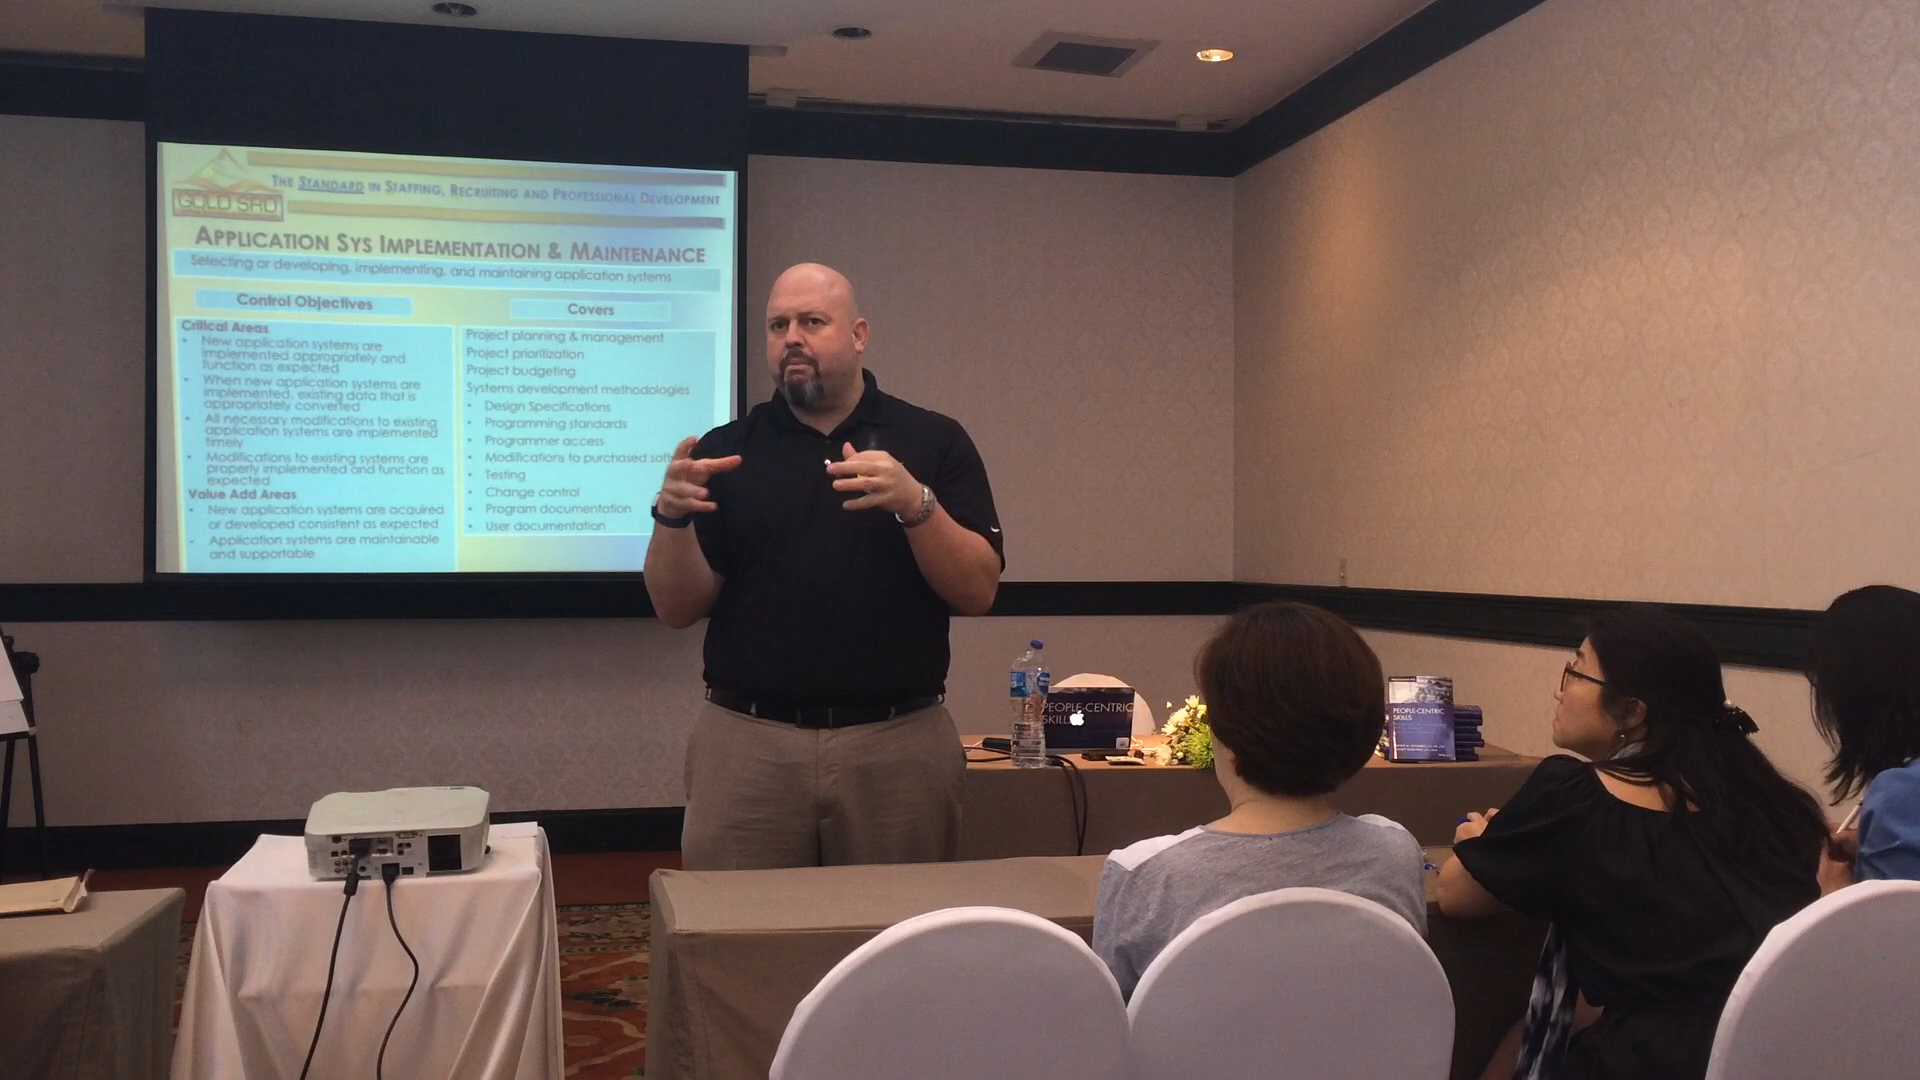 THE STANDARD IN STAFFING, RECRUITING AND PROFESSIONAL DEVELOPMENT
GOLD SRD
APPLICATION SYS IMPLEMENTATION & MAINTENANCE
Selecting or developing, implementing, and maintaining application systems
Control Objectives
Critical Areas
• New application systems are
implemented appropriately and
function as expected
• When new application systems are
implemented, existing data that is
appropriately converted
• All necessary modifications to existing
application systems are implemented
timely
• Modifications to existing systems are
properly implemented and function as
expected
Value Add Areas
• New application systems are acquired
or developed consistent as expected
• Application systems are maintainable
and supportable
Covers
Project planning & management
Project prioritization
Project budgeting
Systems development methodologies
• Design Specifications
• Programming standards
• Programmer access
• Modifications to purchased soft
• Testing
• Change control
• Program documentation
• User documentation
PEOPLE-CENTRIC
SKILLS
PEOPLE-CENTRIC
SKILLS